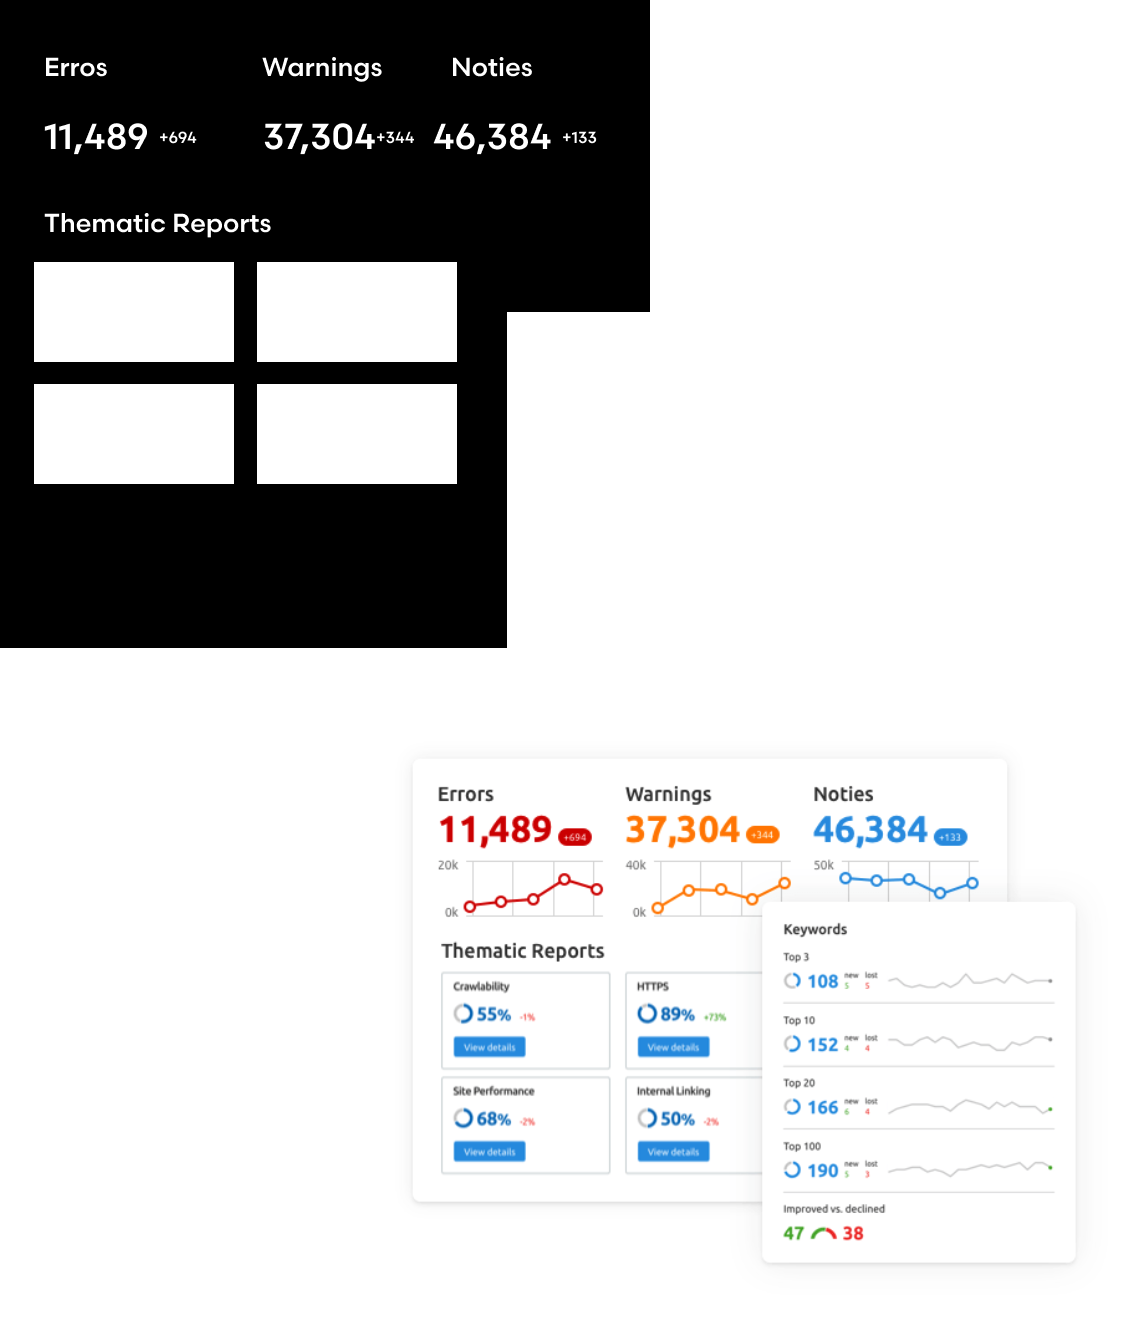 Erros Warnings Noties
11,489 +694 37,304 +344 46,384 +133
Thematic Reports
Errors Warnings Noties
11,489 +694 37,304 +344 46,384 +133
20k 40k 50k
0k 0k
Thematic Reports
Crawlability HTTPS
55% -1% 89% +73%
View details View details
Site Performance Internal Linking
68% -2% 50% -2%
View details View details
Keywords
Top 3
108 new 5 lost 5
Top 10
152 new 4 lost 4
Top 20
166 new 6 lost 4
Top 100
190 new 5 lost 3
Improved vs. declined
47 38